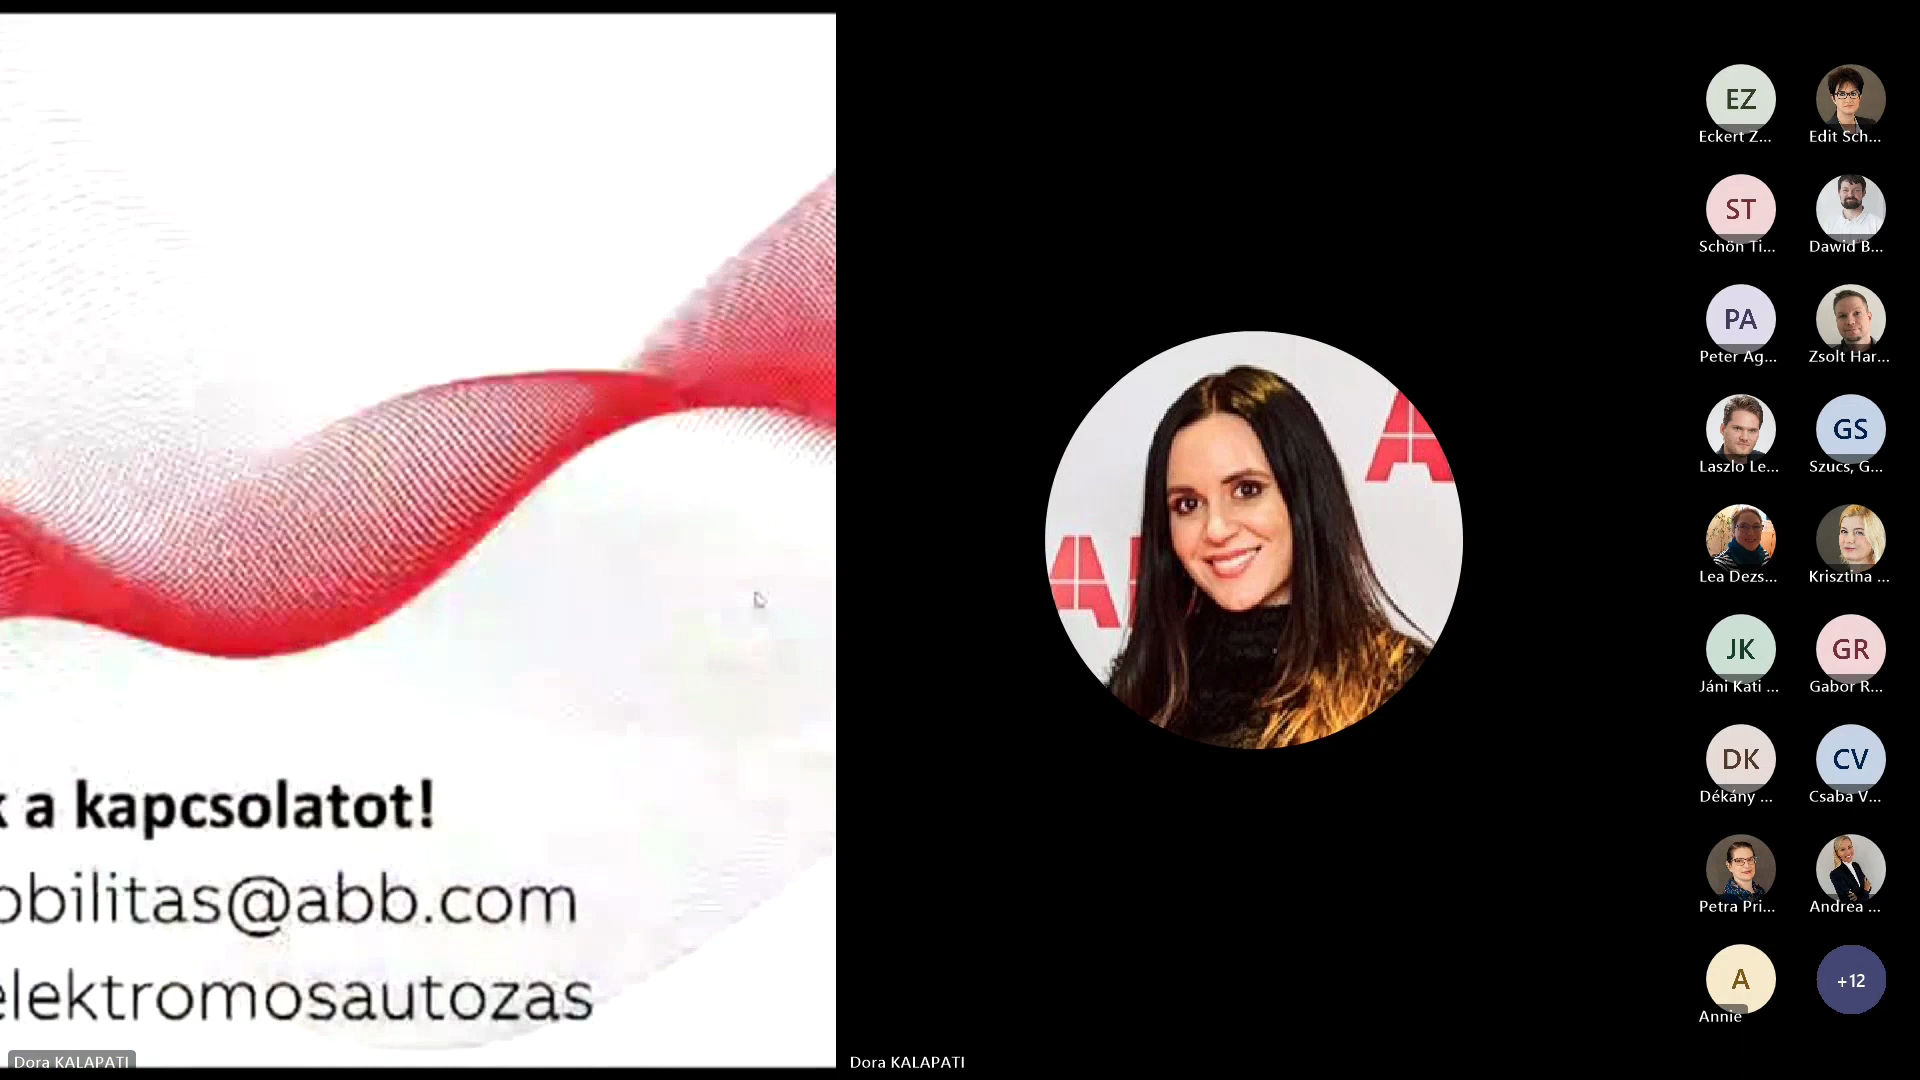 a kapcsolatot!
obilitas@abb.com
elektromosautozas
Dora KALAPATI
Dora KALAPATI
EZ
Eckert Z...
Edit Sch...
ST
Schön Ti...
Dawid B...
PA
Peter Ag...
Zsolt Har...
Laszlo Le...
GS
Szucs, G...
Lea Dezs...
Krisztina ...
JK
Jáni Kati ...
GR
Gabor R...
DK
Dékány ...
CV
Csaba V...
Petra Pri...
Andrea ...
A
Annie
+12